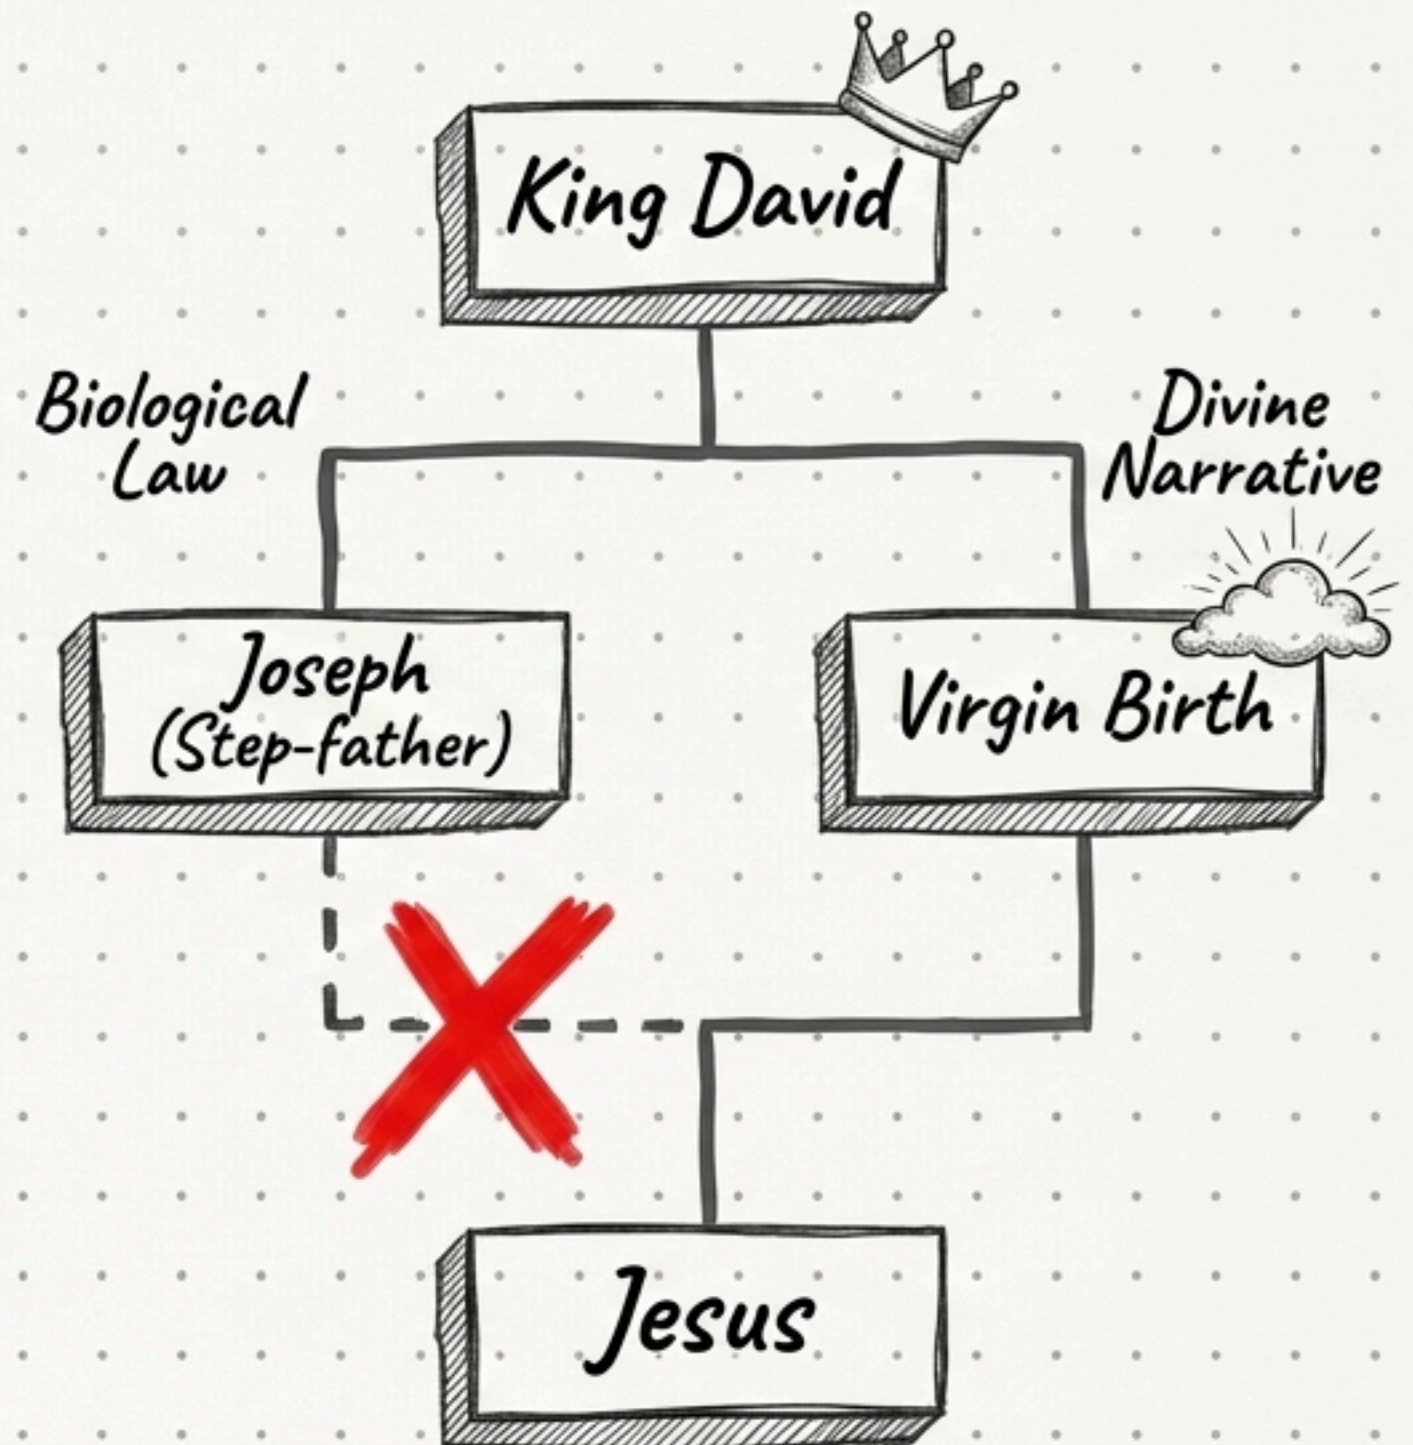 King David
Biological
Law
Divine
Narrative
Joseph
(Step-father)
Virgin Birth
Jesus